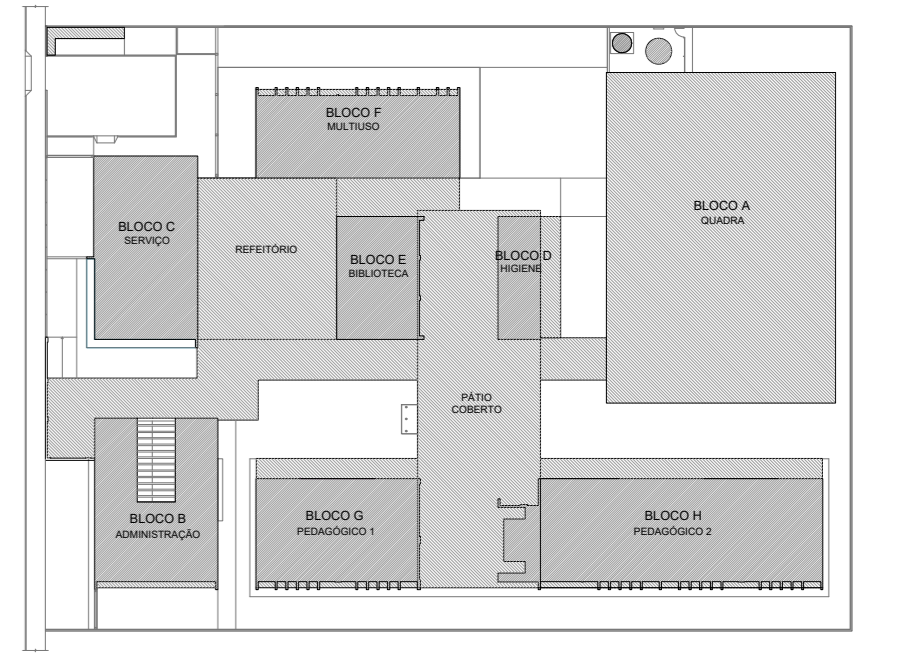 BLOCO F
MULTIUSO
BLOCO A
QUADRA
BLOCO C
SERVIÇO
REFEITÓRIO
BLOCO E
BIBLIOTECA
BLOCO D
HIGIENE
PÁTIO
COBERTO
BLOCO B
ADMINISTRAÇÃO
BLOCO G
PEDAGÓGICO 1
BLOCO H
PEDAGÓGICO 2